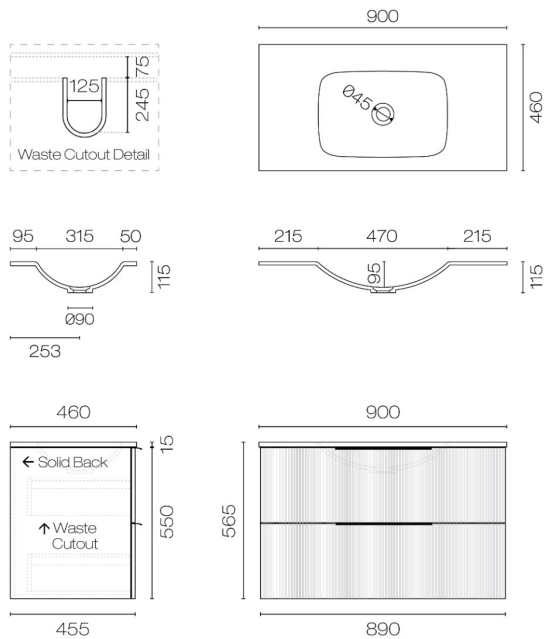 900
125
75
245
Waste Cutout Detail
Ø45
460
95 315 50
115
Ø90
253
215 470 215
95
115
460
15
← Solid Back
↑ Waste
Cutout
550
455
900
565
890